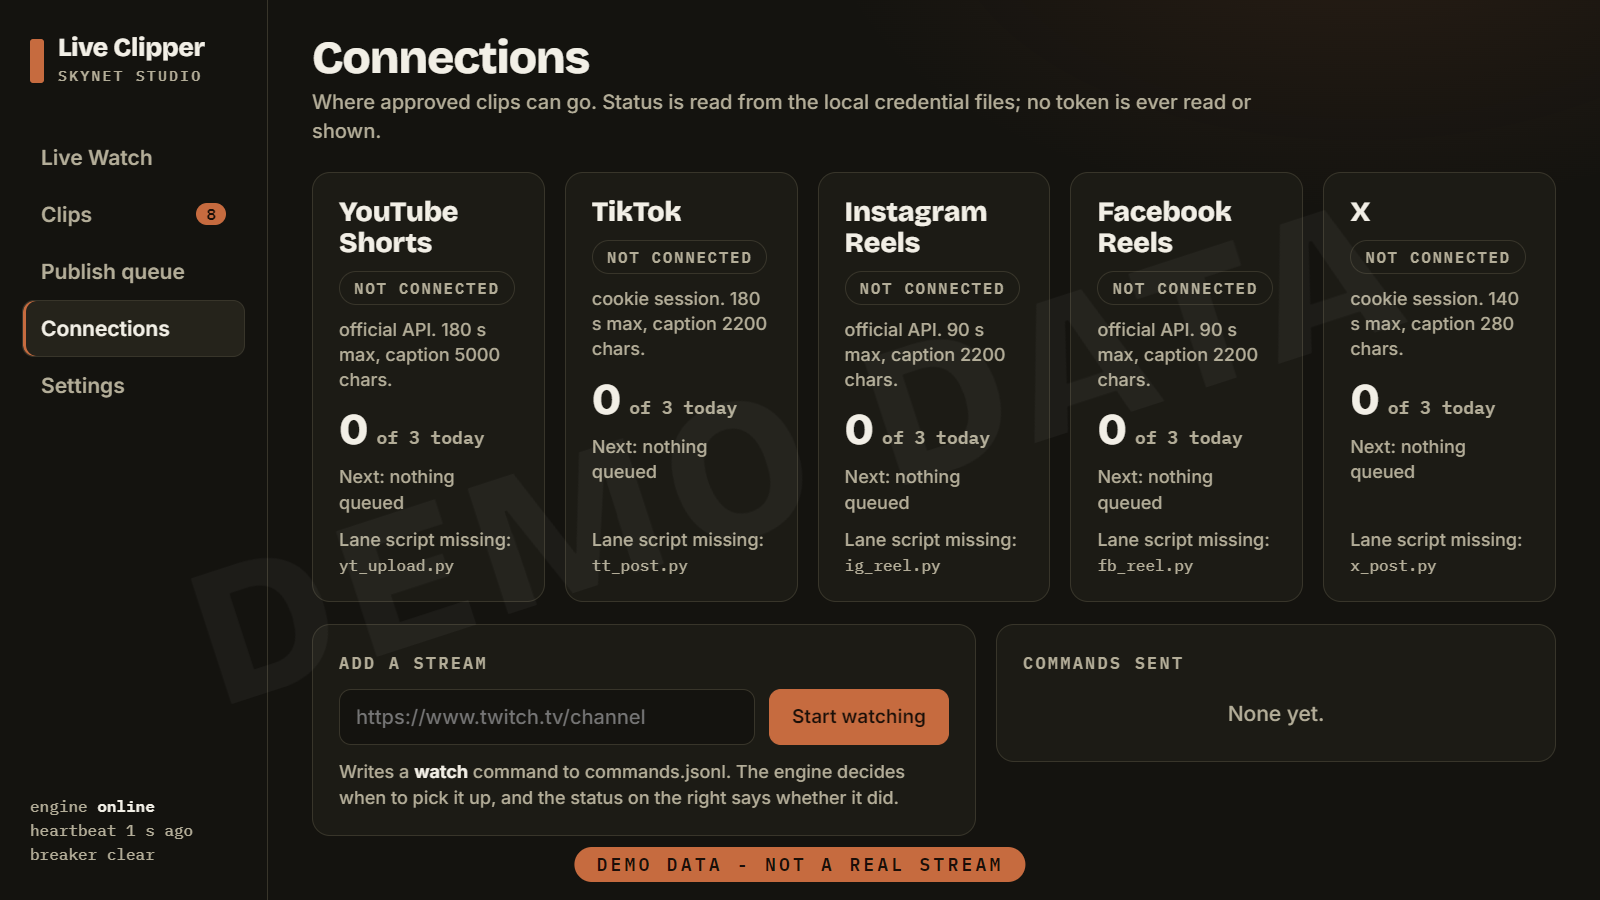 Live Clipper
SKYNET STUDIO
Live Watch
Clips
8
Publish queue
Connections
Settings
engine online
heartbeat 1 s ago
breaker clear
Connections
Where approved clips can go. Status is read from the local credential files; no token is ever read or
shown.
YouTube
Shorts
NOT CONNECTED
official API. 180 s
max, caption 5000
chars.
0 of 3 today
Next: nothing
queued
Lane script missing:
yt_upload.py
TikTok
NOT CONNECTED
cookie session. 180
s max, caption 2200
chars.
0 of 3 today
Next: nothing
queued
Lane script missing:
tt_post.py
Instagram
Reels
NOT CONNECTED
official API. 90 s
max, caption 2200
chars.
0 of 3 today
Next: nothing
queued
Lane script missing:
ig_reel.py
Facebook
Reels
NOT CONNECTED
official API. 90 s
max, caption 2200
chars.
0 of 3 today
Next: nothing
queued
Lane script missing:
fb_reel.py
X
NOT CONNECTED
cookie session. 140
s max, caption 280
chars.
0 of 3 today
Next: nothing
queued
Lane script missing:
x_post.py
ADD A STREAM
https://www.twitch.tv/channel
Start watching
Writes a watch command to commands.jsonl. The engine decides
when to pick it up, and the status on the right says whether it did.
COMMANDS SENT
None yet.
DEMO DATA
DEMO DATA - NOT A REAL STREAM